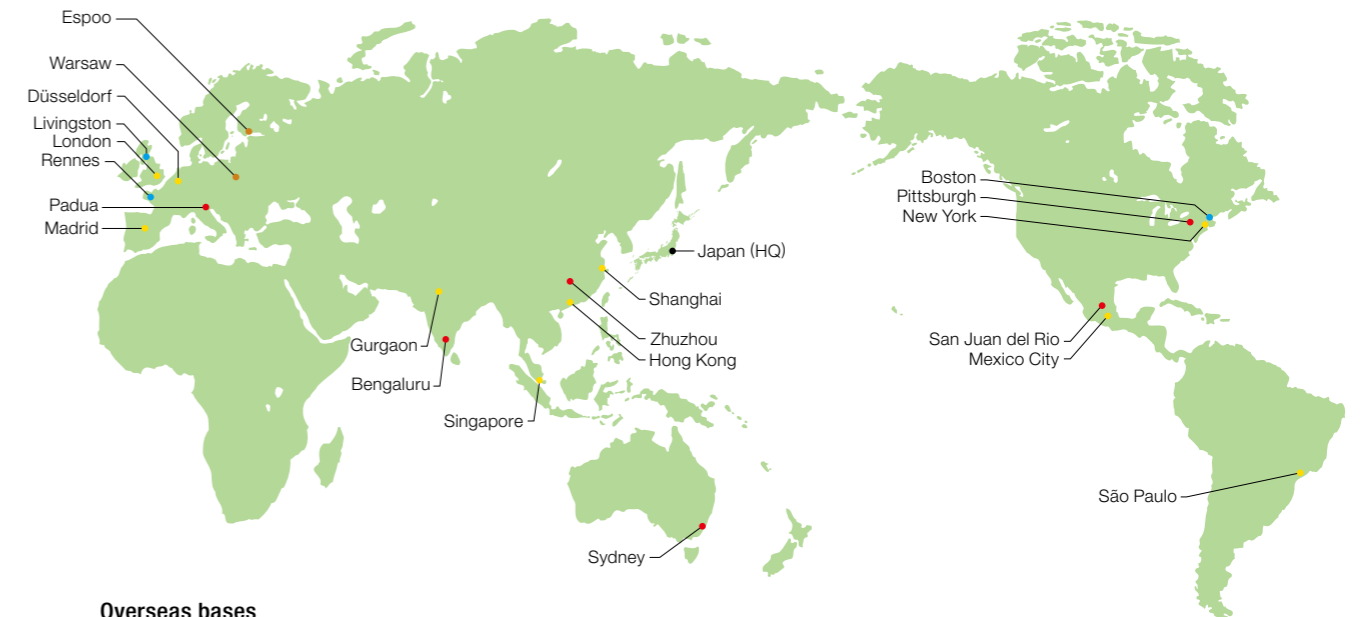 Espoo
Warsaw
Düsseldorf
Livingston
London
Rennes
Padua
Madrid
Japan (HQ)
Shanghai
Zhuzhou
Hong Kong
Gurgaon
Bengaluru
Singapore
Sydney
Boston
Pittsburgh
New York
San Juan del Rio
Mexico City
São Paulo
Overseas bases